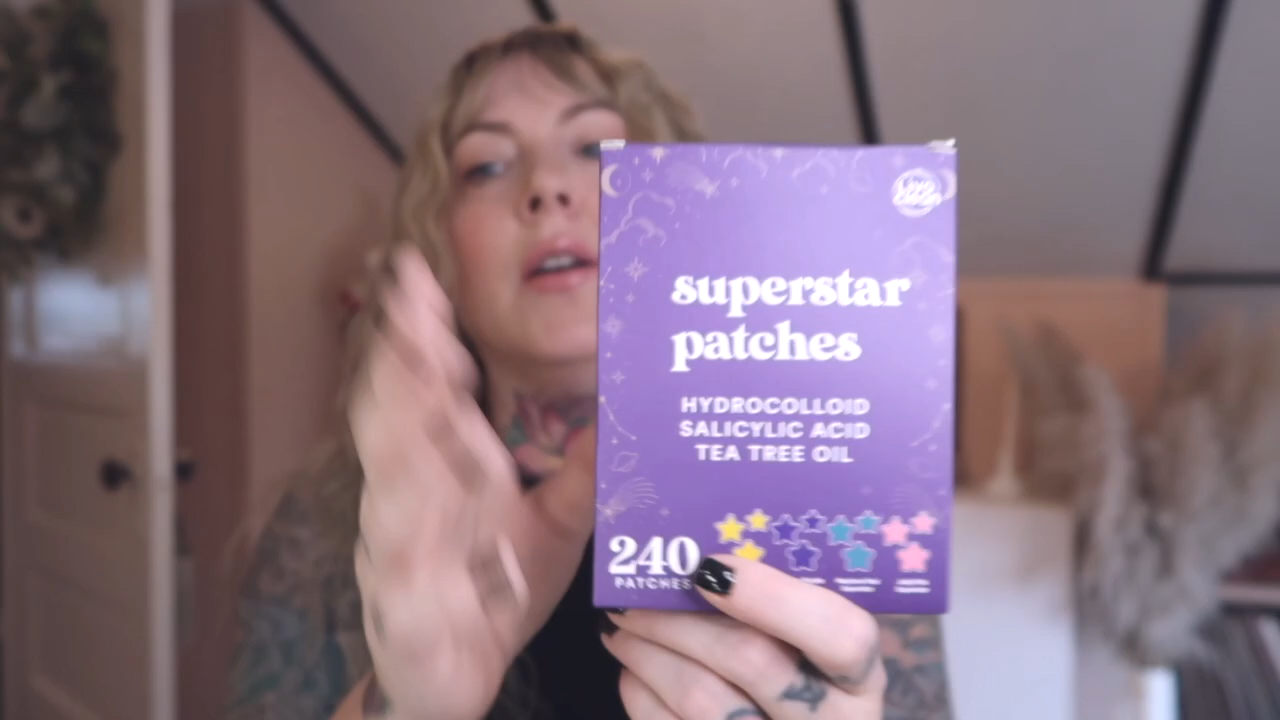 superstar
patches
HYDROCOLLOID
SALICYLIC ACID
TEA TREE OIL
240
PATCHES